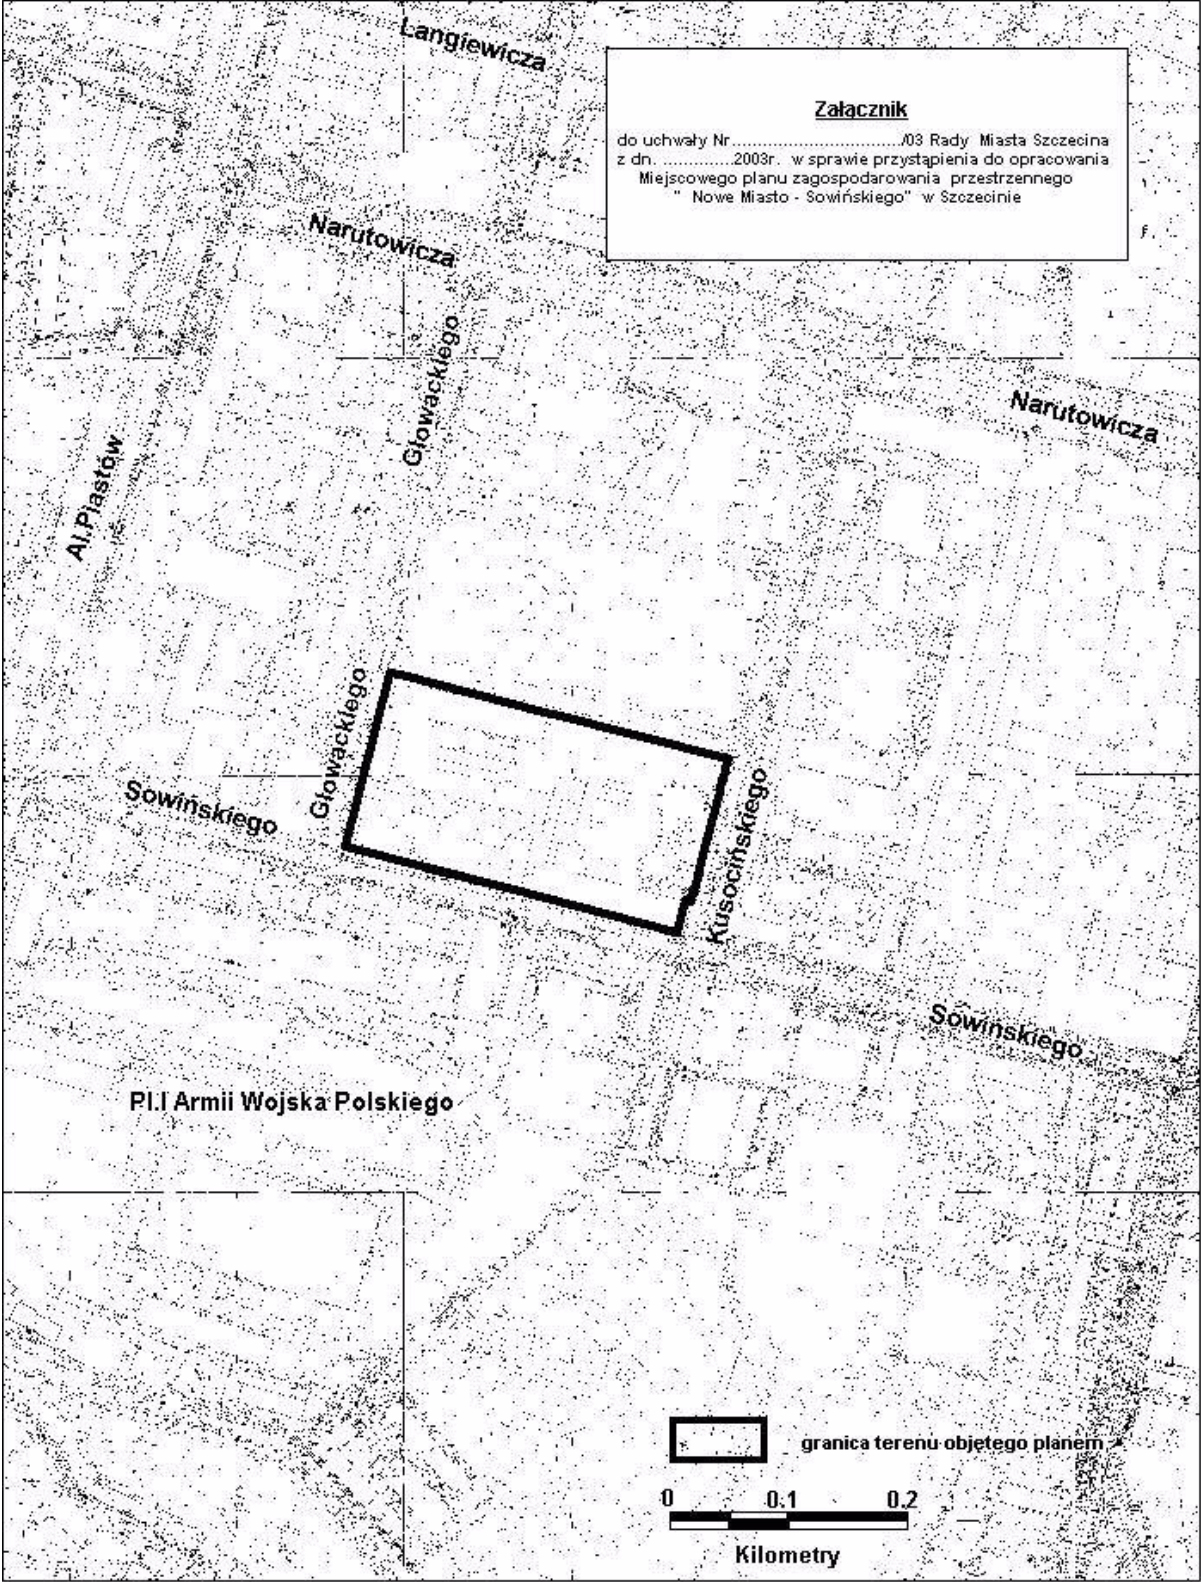 Langiewicza
Załącznik
do uchwały Nr................................/03 Rady Miasta Szczecina
z dn. ..............2003r. w sprawie przystąpienia do opracowania
Miejscowego planu zagospodarowania przestrzennego
" Nowe Miasto - Sowińskiego" w Szczecinie
Narutowicza
Głowackiego
Narutowicza
Al.Piastów
Głowackiego
Sowińskiego
Kusocińskiego
Sowińskiego
Pl.I Armii Wojska Polskiego
granica terenu objętego planem
0 0.1 0.2
Kilometry